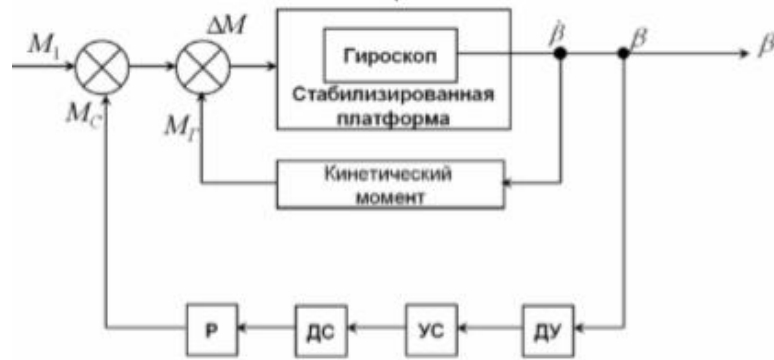 M₁
ΔM
Гироскоп
Стабилизированная
платформа
β̇
β
β
M_C
M_Г
Кинетический
момент
Р
ДС
УС
ДУ